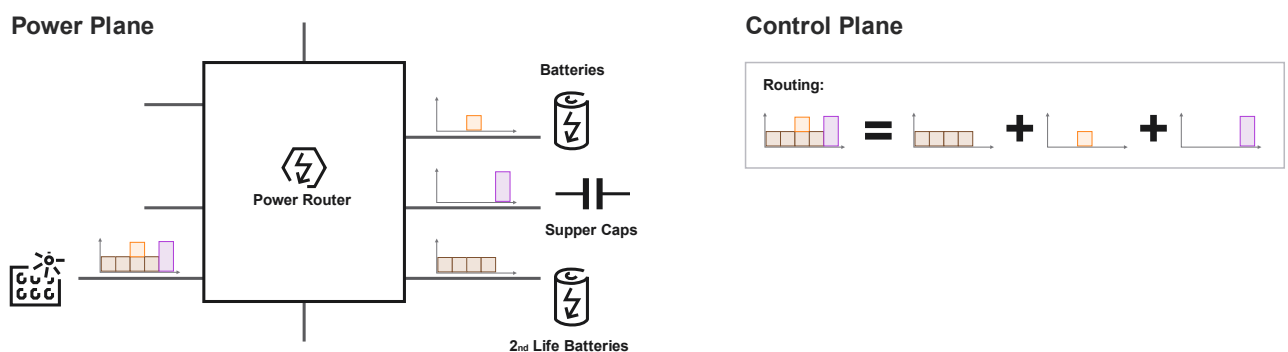 Power Plane
Control Plane
Batteries
Routing:
Power Router
Supper Caps
2nd Life Batteries